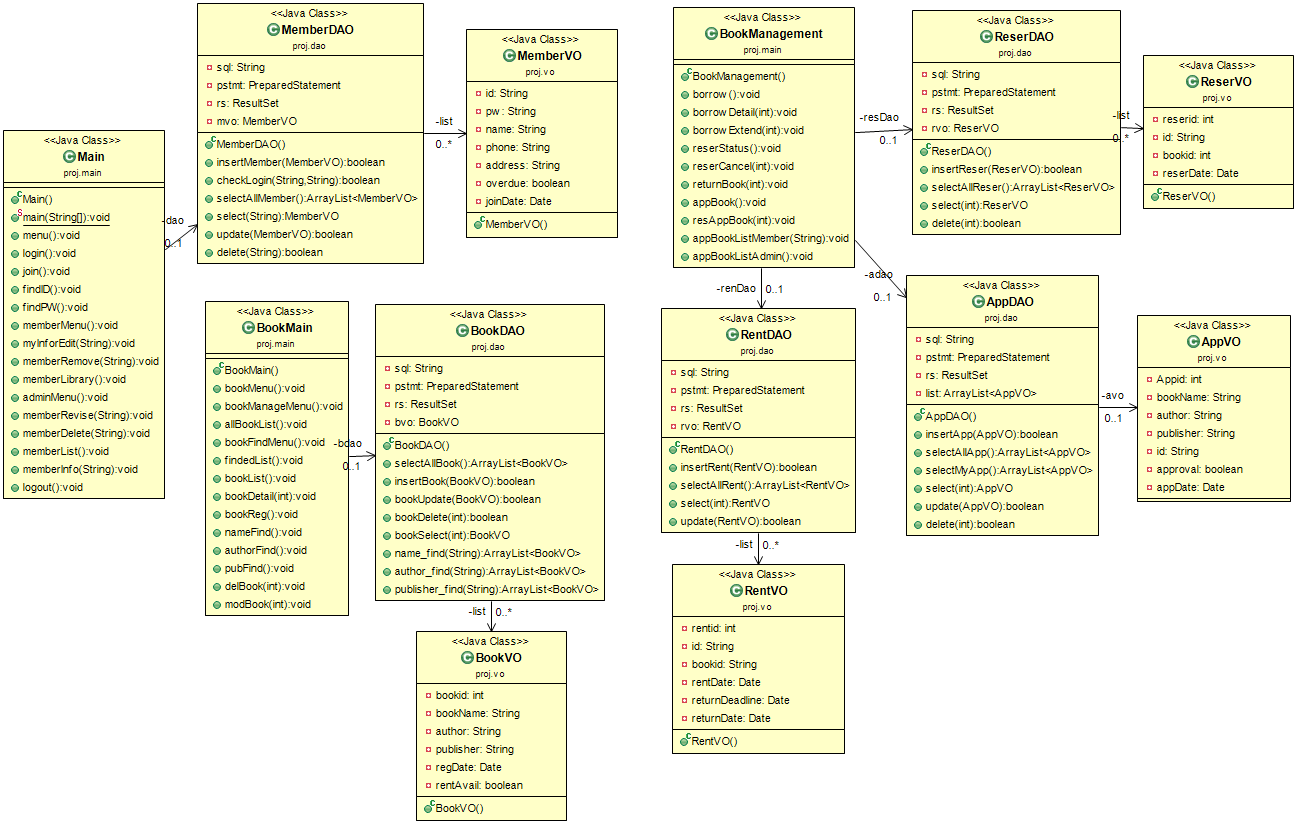 <<Java Class>>
MemberDAO
proj.dao
sql: String
pstmt: PreparedStatement
rs: ResultSet
mvo: MemberVO
MemberDAO()
insertMember(MemberVO):boolean
checkLogin(String,String):boolean
selectAllMember():ArrayList<MemberVO>
select(String):MemberVO
update(MemberVO):boolean
delete(String):boolean
-list
0..*
<<Java Class>>
MemberVO
proj.vo
id: String
pw : String
name: String
phone: String
address: String
overdue: boolean
joinDate: Date
MemberVO()
<<Java Class>>
Main
proj.main
Main()
main(String[]):void
menu():void
login():void
join():void
findID():void
findPW():void
memberMenu():void
myInforEdit(String):void
memberRemove(String):void
memberLibrary():void
adminMenu():void
memberRevise(String):void
memberDelete(String):void
memberList():void
memberInfo(String):void
logout():void
-dao
0..1
<<Java Class>>
BookMain
proj.main
BookMain()
bookMenu():void
bookManageMenu():void
allBookList():void
bookFindMenu():void
findedList():void
bookList():void
bookDetail(int):void
bookReg():void
nameFind():void
authorFind():void
pubFind():void
delBook(int):void
modBook(int):void
-bdao
0..1
<<Java Class>>
BookDAO
proj.dao
sql: String
pstmt: PreparedStatement
rs: ResultSet
bvo: BookVO
BookDAO()
selectAllBook():ArrayList<BookVO>
insertBook(BookVO):boolean
bookUpdate(BookVO):boolean
bookDelete(int):boolean
bookSelect(int):BookVO
name_find(String):ArrayList<BookVO>
author_find(String):ArrayList<BookVO>
publisher_find(String):ArrayList<BookVO>
-list
0..*
<<Java Class>>
BookVO
proj.vo
bookid: int
bookName: String
author: String
publisher: String
regDate: Date
rentAvail: boolean
BookVO()
<<Java Class>>
BookManagement
proj.main
BookManagement()
borrow ():void
borrow Detail(int):void
borrow Extend(int):void
reserStatus():void
reserCancel(int):void
returnBook(int):void
appBook():void
resAppBook(int):void
appBookListMember(String):void
appBookListAdmin():void
-resDao
0..1
<<Java Class>>
ReserDAO
proj.dao
sql: String
pstmt: PreparedStatement
rs: ResultSet
rvo: ReserVO
ReserDAO()
insertReser(ReserVO):boolean
selectAllReser():ArrayList<ReserVO>
select(int):ReserVO
delete(int):boolean
-list
0..*
<<Java Class>>
ReserVO
proj.vo
reserid: int
id: String
bookid: int
reserDate: Date
ReserVO()
-renDao
0..1
<<Java Class>>
RentDAO
proj.dao
sql: String
pstmt: PreparedStatement
rs: ResultSet
rvo: RentVO
RentDAO()
insertRent(RentVO):boolean
selectAllRent():ArrayList<RentVO>
select(int):RentVO
update(RentVO):boolean
-list
0..*
<<Java Class>>
RentVO
proj.vo
rentid: int
id: String
bookid: String
rentDate: Date
returnDeadline: Date
returnDate: Date
RentVO()
-adao
0..1
<<Java Class>>
AppDAO
proj.dao
sql: String
pstmt: PreparedStatement
rs: ResultSet
list: ArrayList<AppVO>
AppDAO()
insertApp(AppVO):boolean
selectAllApp():ArrayList<AppVO>
selectMyApp():ArrayList<AppVO>
select(int):AppVO
update(AppVO):boolean
delete(int):boolean
-avo
0..1
<<Java Class>>
AppVO
proj.vo
Appid: int
bookName: String
author: String
publisher: String
id: String
approval: boolean
appDate: Date